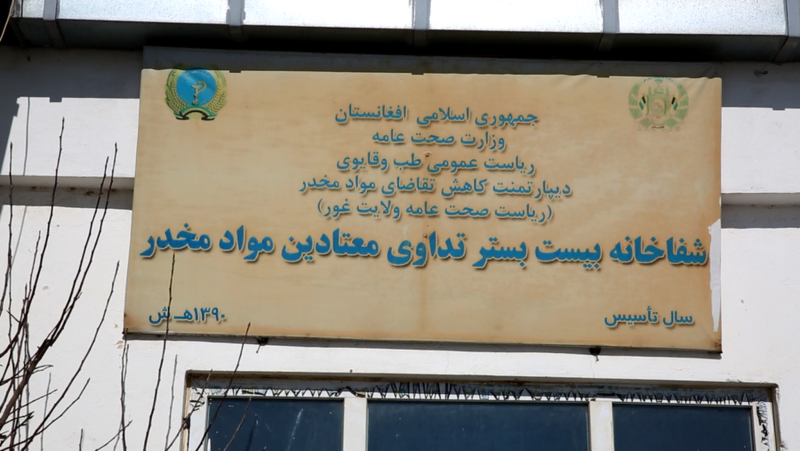 جمهوری اسلامی افغانستان
وزارت صحت عامه
ریاست عمومی طب وقایوی
دیپارتمنت کاهش تقاضای مواد مخدر
(ریاست صحت عامه ولایت غور)
شفاخانه بیست بستر تداوی معتادین مواد مخدر
سال تأسیس ۱۳۹۰هـ ش